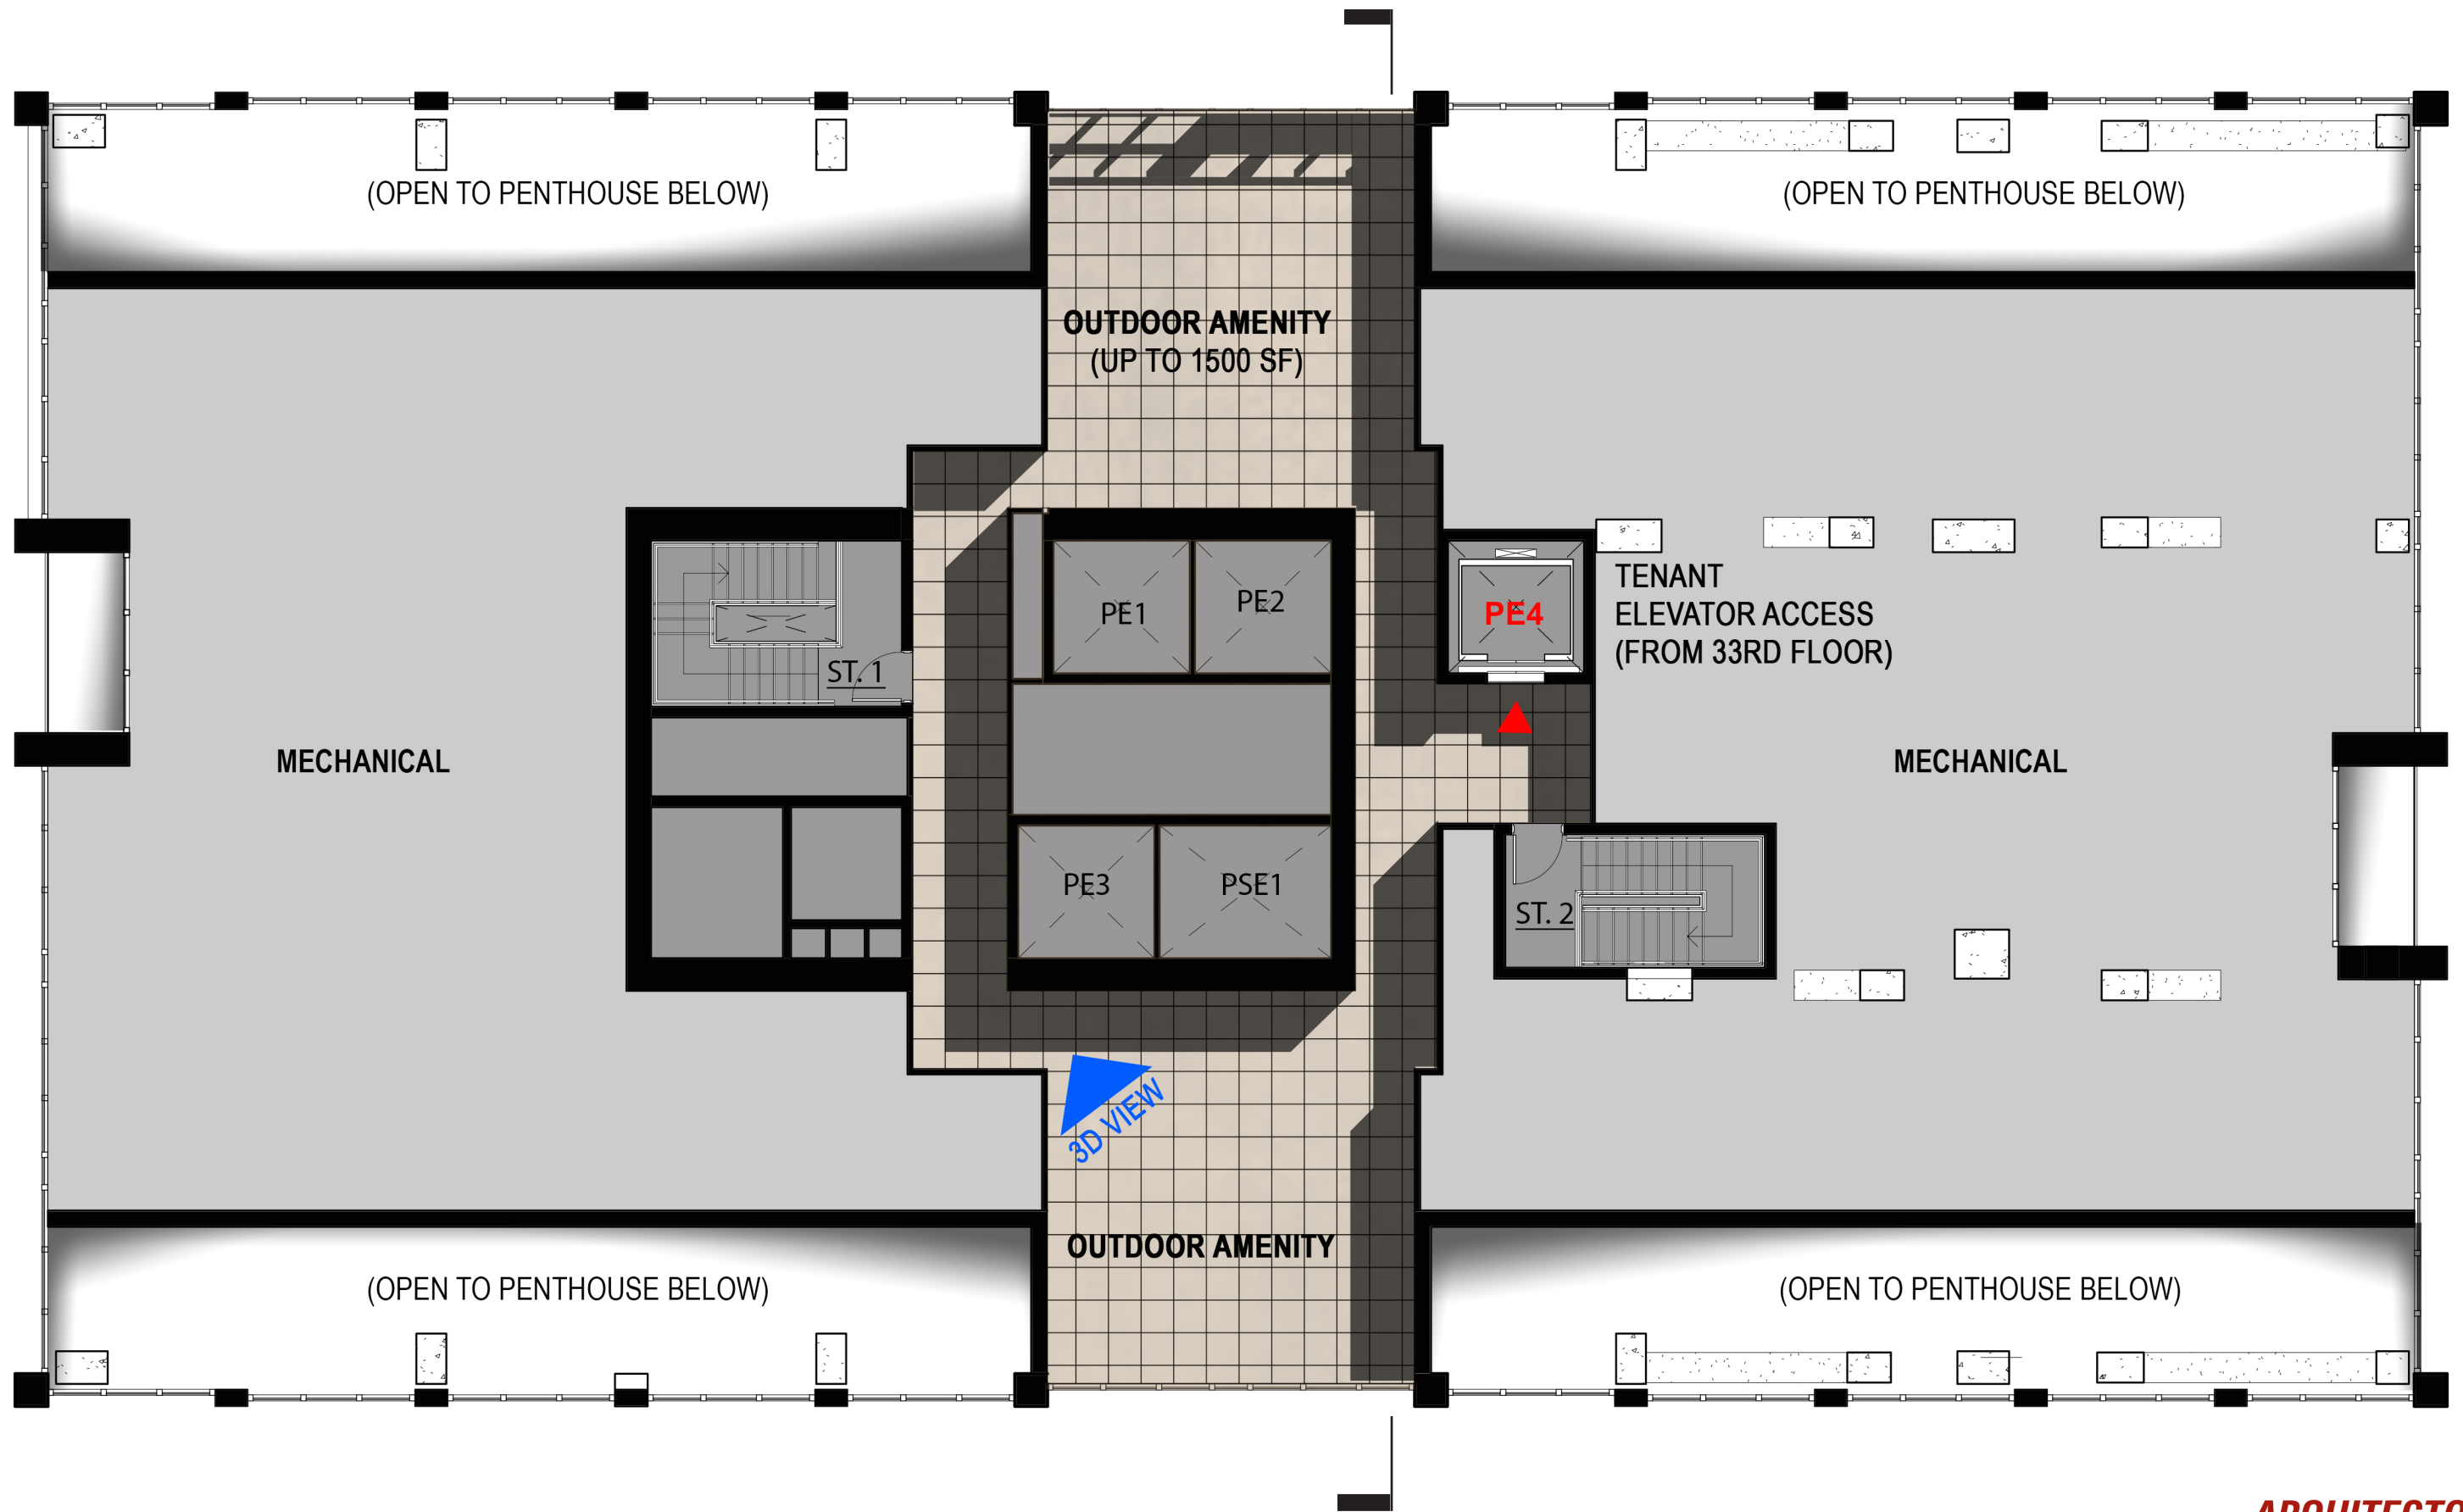 (OPEN TO PENTHOUSE BELOW)
(OPEN TO PENTHOUSE BELOW)
OUTDOOR AMENITY
(UP TO 1500 SF)
PE1
PE2
PE4
TENANT
ELEVATOR ACCESS
(FROM 33RD FLOOR)
ST. 1
MECHANICAL
MECHANICAL
PE3
PSE1
ST. 2
3D VIEW
OUTDOOR AMENITY
(OPEN TO PENTHOUSE BELOW)
(OPEN TO PENTHOUSE BELOW)